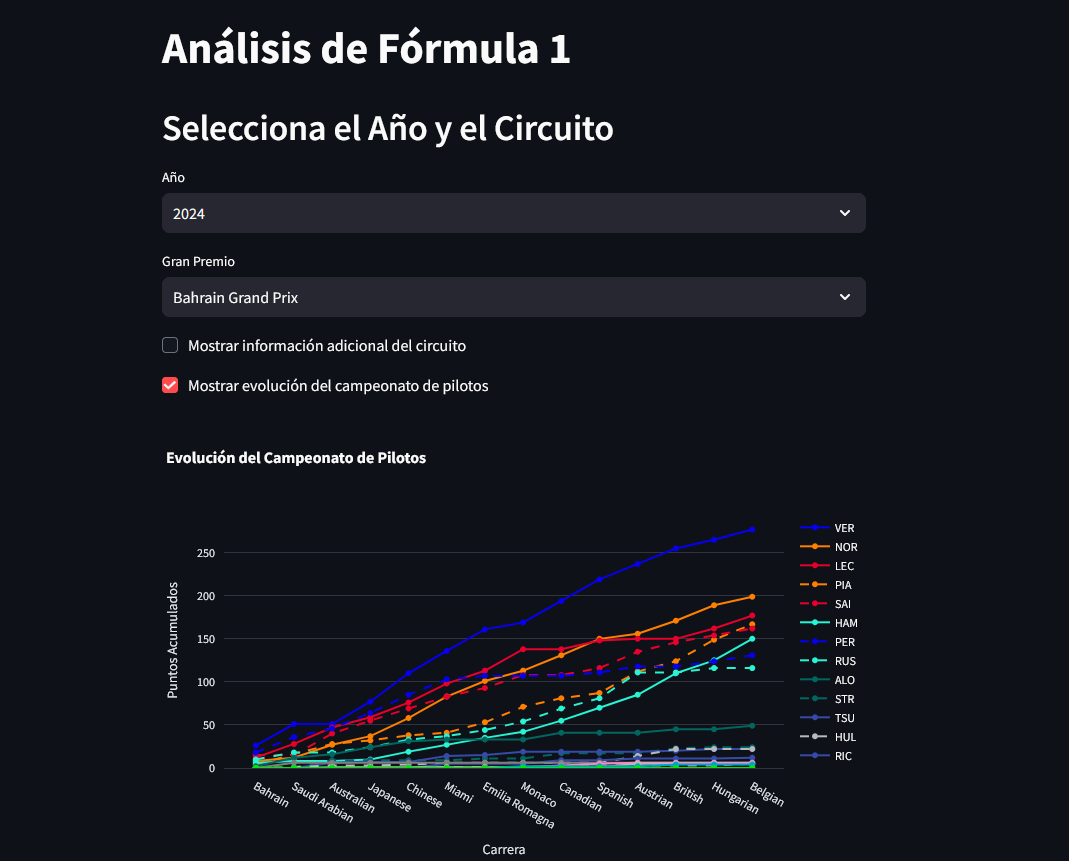 Análisis de Fórmula 1
Selecciona el Año y el Circuito
Año
2024
Gran Premio
Bahrain Grand Prix
Mostrar información adicional del circuito
Mostrar evolución del campeonato de pilotos
Evolución del Campeonato de Pilotos
Puntos Acumulados
250
200
150
100
50
0
Bahrain
Saudi Arabian
Australian
Japanese
Chinese
Miami
Emilia Romagna
Monaco
Canadian
Spanish
Austrian
British
Hungarian
Belgian
Carrera
VER
NOR
LEC
PIA
SAI
HAM
PER
RUS
ALO
STR
TSU
HUL
RIC